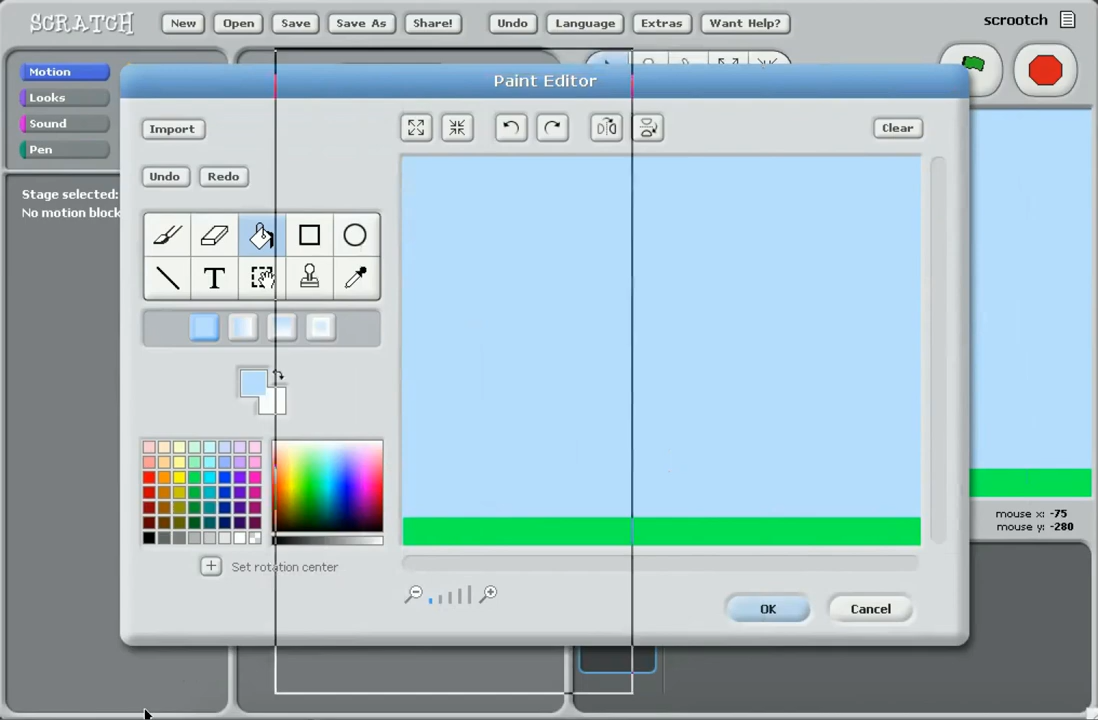 SCRATCH New Open Save Save As Share! Undo Language Extras Want Help? scrootch
Motion
Paint Editor
Looks
Sound
Import
Clear
Pen
Undo Redo
Stage selected:
No motion block
T
mouse x: -75
mouse y: -280
Set rotation center
OK Cancel